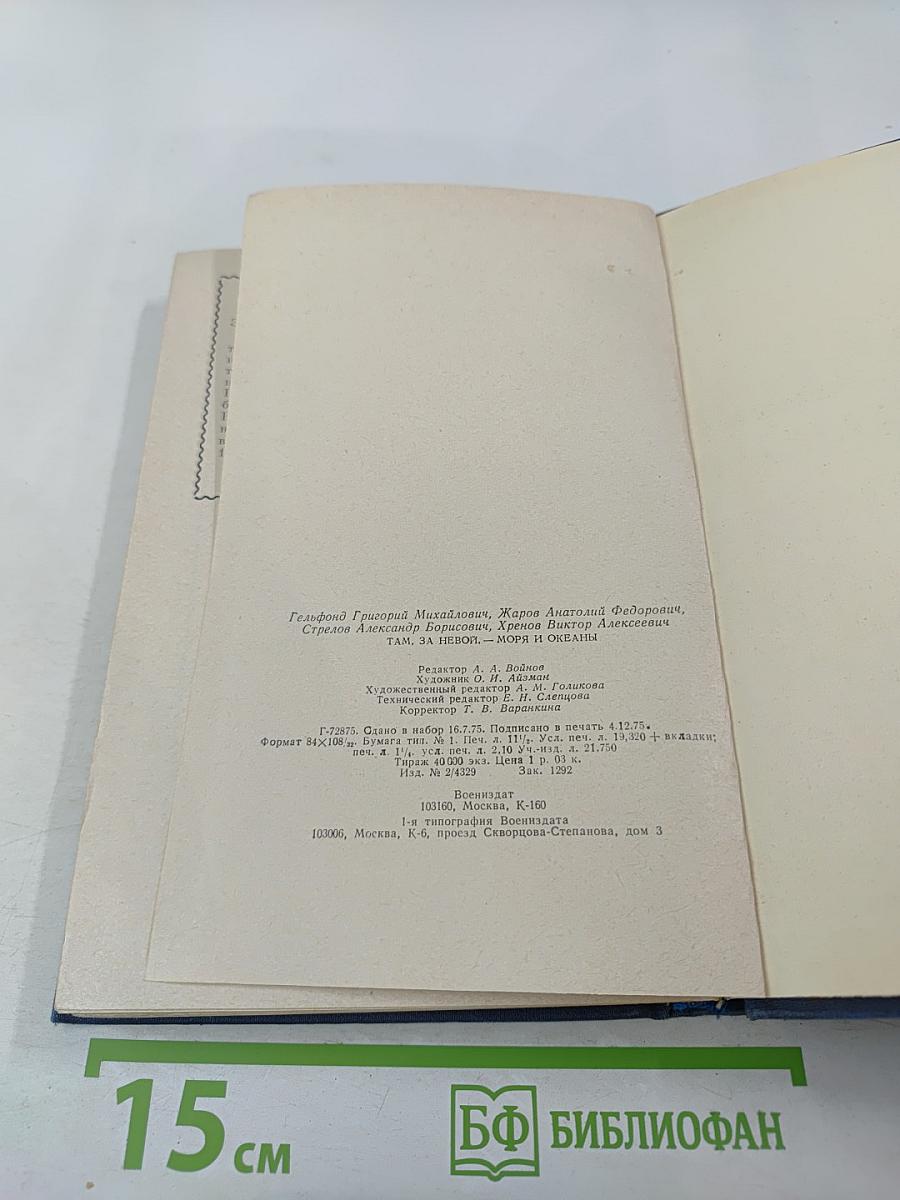 Гельфонд Григорий Михайлович, Жаров Анатолий Федорович,
Стрелов Александр Борисович, Хренов Виктор Алексеевич
ТАМ, ЗА НЕВОЙ,— МОРЯ И ОКЕАНЫ
Редактор А. А. Войнов
Художник О. И. Айзман
Художественный редактор А. М. Голикова
Технический редактор Е. Н. Слепцова
Корректор Т. В. Варанкина
Г-72875. Сдано в набор 16.7.75. Подписано в печать 4.12.75.
Формат 84×108/32. Бумага тип. № 1. Печ. л. 11 1/2. Усл. печ. л. 19,320 + вкладки;
печ. л. 1 1/4, усл. печ. л. 2,10 Уч.-изд. л. 21.750
Тираж 40 000 экз. Цена 1 р. 03 к.
Изд. № 2/4329 Зак. 1292
Воениздат
103160, Москва, К-160
1-я типография Воениздата
103006, Москва, К-6, проезд Скворцова-Степанова, дом 3
15 см
БФ БИБЛИОФАН